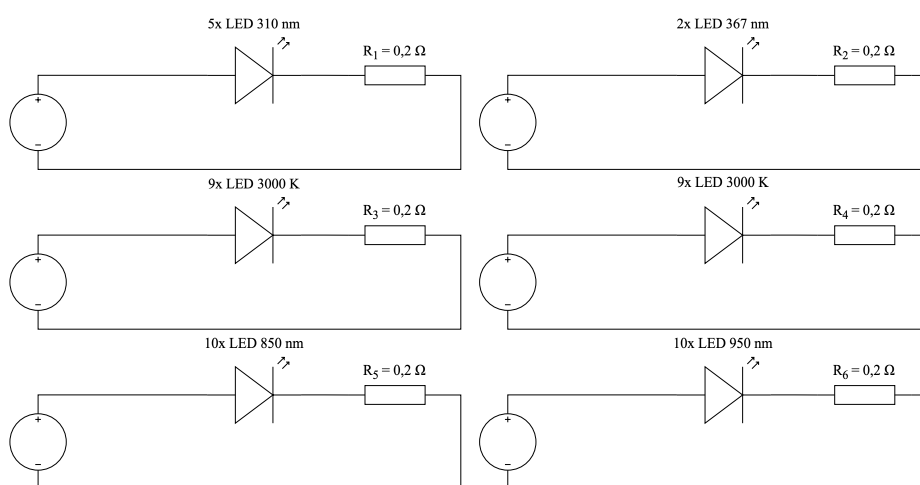 5x LED 310 nm
R1 = 0,2 Ω
+
−
2x LED 367 nm
R2 = 0,2 Ω
+
−
9x LED 3000 K
R3 = 0,2 Ω
+
−
9x LED 3000 K
R4 = 0,2 Ω
+
−
10x LED 850 nm
R5 = 0,2 Ω
+
−
10x LED 950 nm
R6 = 0,2 Ω
+
−